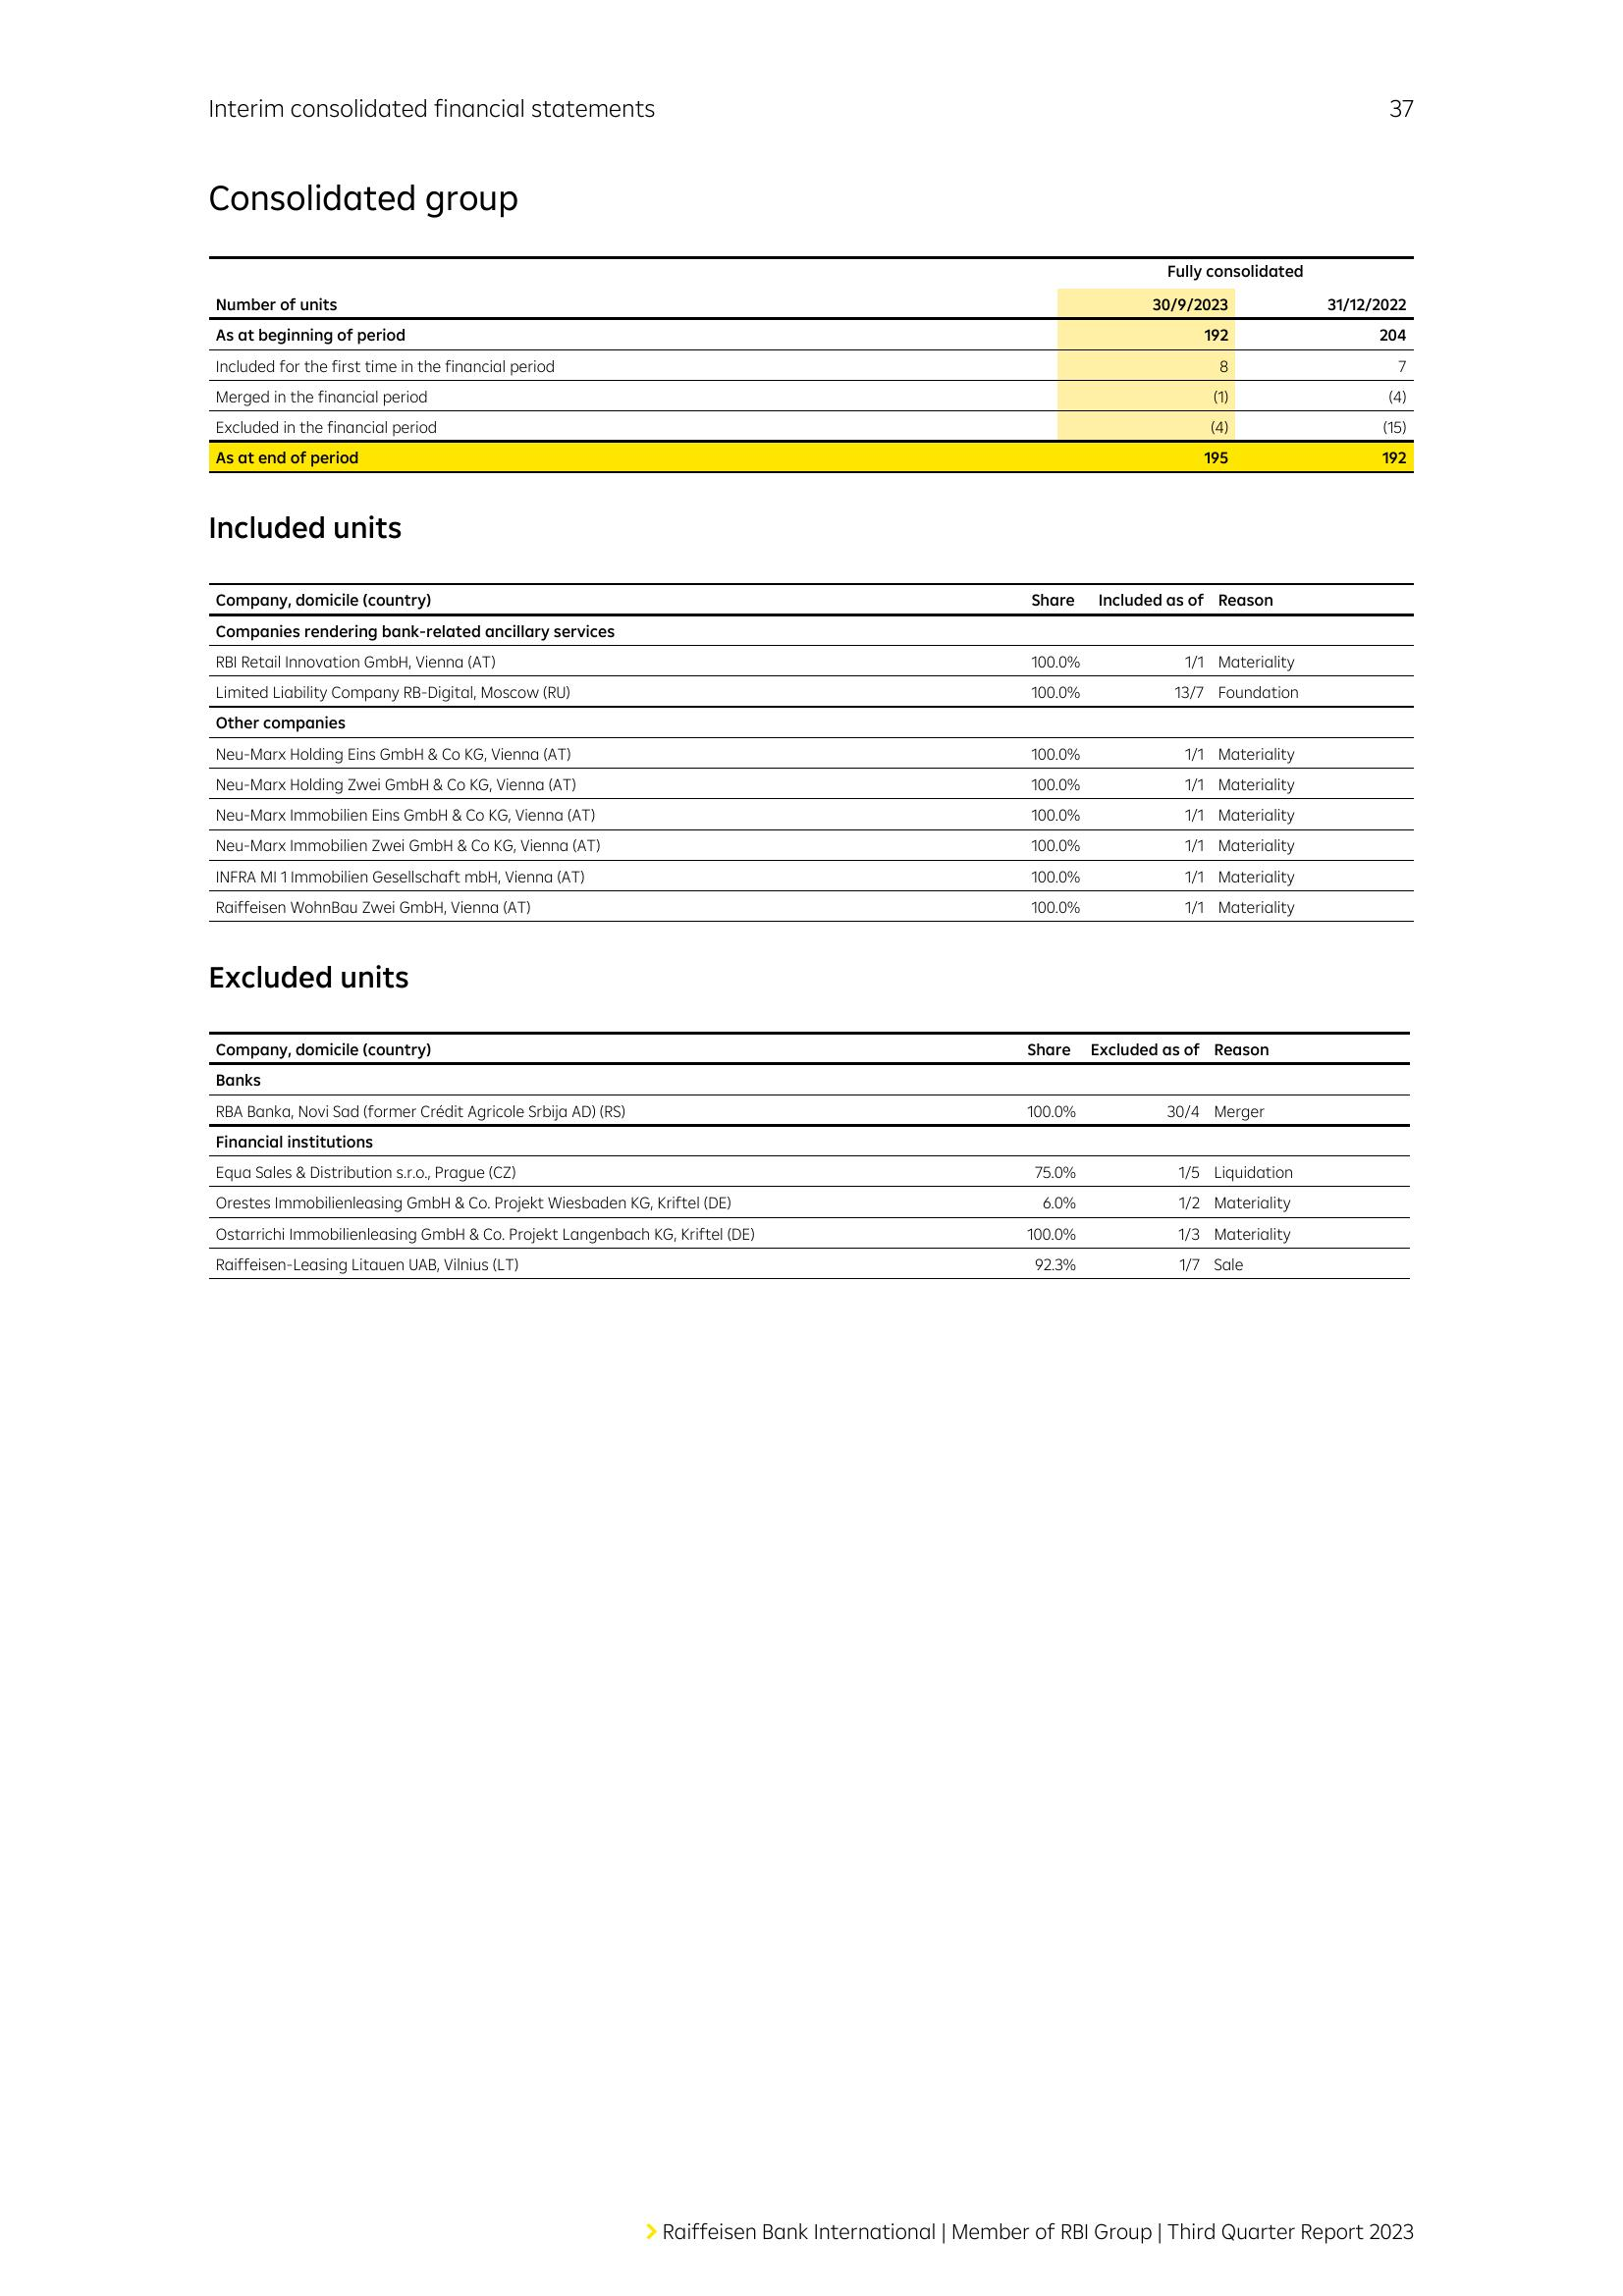 Interim consolidated financial statements 37
Consolidated group
Fully consolidated
Number of units 30/9/2023 31/12/2022
As at beginning of period 192 204
Included for the first time in the financial period 8 7
Merged in the financial period (1) (4)
Excluded in the financial period (4) (15)
As at end of period 195 192
Included units
Company, domicile (country) Share Included as of Reason
Companies rendering bank-related ancillary services
RBI Retail Innovation GmbH, Vienna (AT) 100.0% 1/1 Materiality
Limited Liability Company RB-Digital, Moscow (RU) 100.0% 13/7 Foundation
Other companies
Neu-Marx Holding Eins GmbH & Co KG, Vienna (AT) 100.0% 1/1 Materiality
Neu-Marx Holding Zwei GmbH & Co KG, Vienna (AT) 100.0% 1/1 Materiality
Neu-Marx Immobilien Eins GmbH & Co KG, Vienna (AT) 100.0% 1/1 Materiality
Neu-Marx Immobilien Zwei GmbH & Co KG, Vienna (AT) 100.0% 1/1 Materiality
INFRA MI 1 Immobilien Gesellschaft mbH, Vienna (AT) 100.0% 1/1 Materiality
Raiffeisen WohnBau Zwei GmbH, Vienna (AT) 100.0% 1/1 Materiality
Excluded units
Company, domicile (country) Share Excluded as of Reason
Banks
RBA Banka, Novi Sad (former Crédit Agricole Srbija AD) (RS) 100.0% 30/4 Merger
Financial institutions
Equa Sales & Distribution s.r.o., Prague (CZ) 75.0% 1/5 Liquidation
Orestes Immobilienleasing GmbH & Co. Projekt Wiesbaden KG, Kriftel (DE) 6.0% 1/2 Materiality
Ostarrichi Immobilienleasing GmbH & Co. Projekt Langenbach KG, Kriftel (DE) 100.0% 1/3 Materiality
Raiffeisen-Leasing Litauen UAB, Vilnius (LT) 92.3% 1/7 Sale
Raiffeisen Bank International | Member of RBI Group | Third Quarter Report 2023